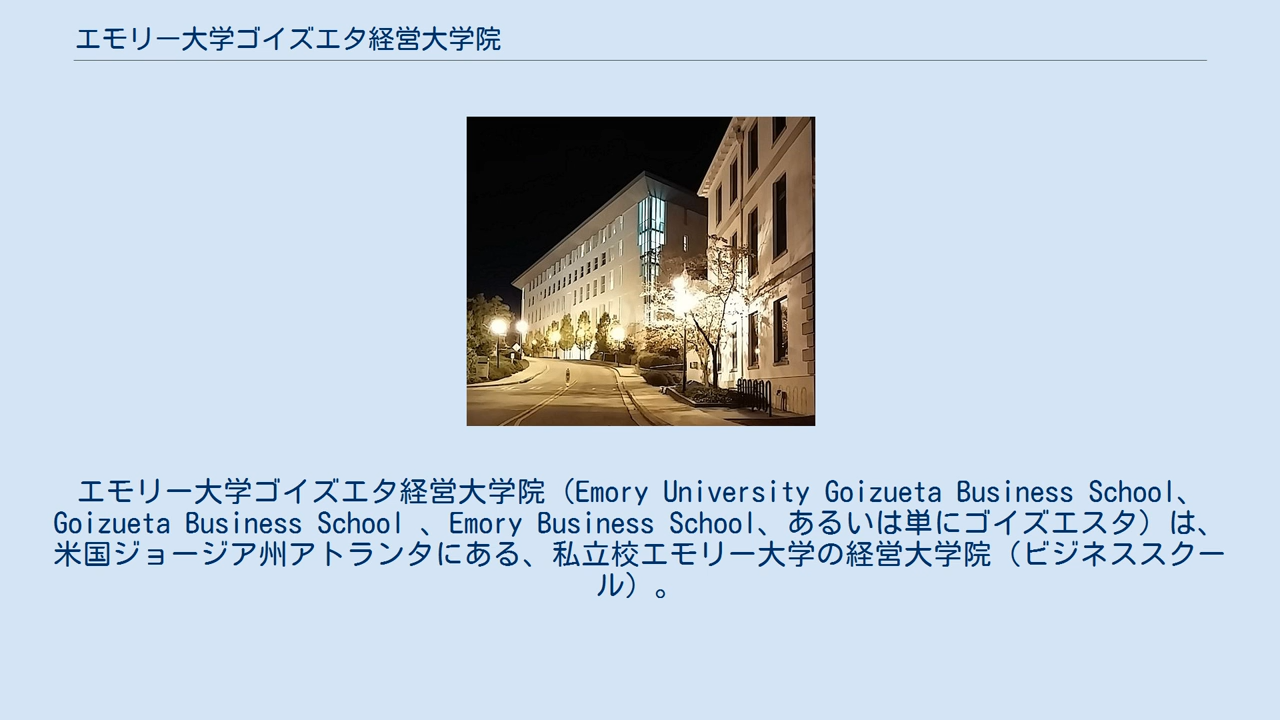 エモリー大学ゴイズエタ経営大学院
エモリー大学ゴイズエタ経営大学院（Emory University Goizueta Business School、
Goizueta Business School 、Emory Business School、あるいは単にゴイズエスタ）は、
米国ジョージア州アトランタにある、私立校エモリー大学の経営大学院（ビジネススクー
ル）。